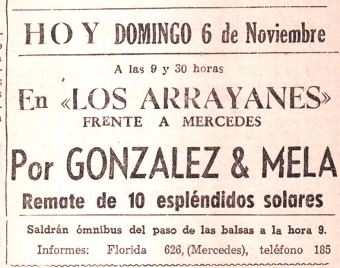 HOY DOMINGO 6 de Noviembre
A las 9 y 30 horas
En «LOS ARRAYANES»
FRENTE A MERCEDES
Por GONZALEZ & MELA
Remate de 10 espléndidos solares
Saldrán ómnibus del paso de las balsas a la hora 9.
Informes: Florida 626, (Mercedes), teléfono 185